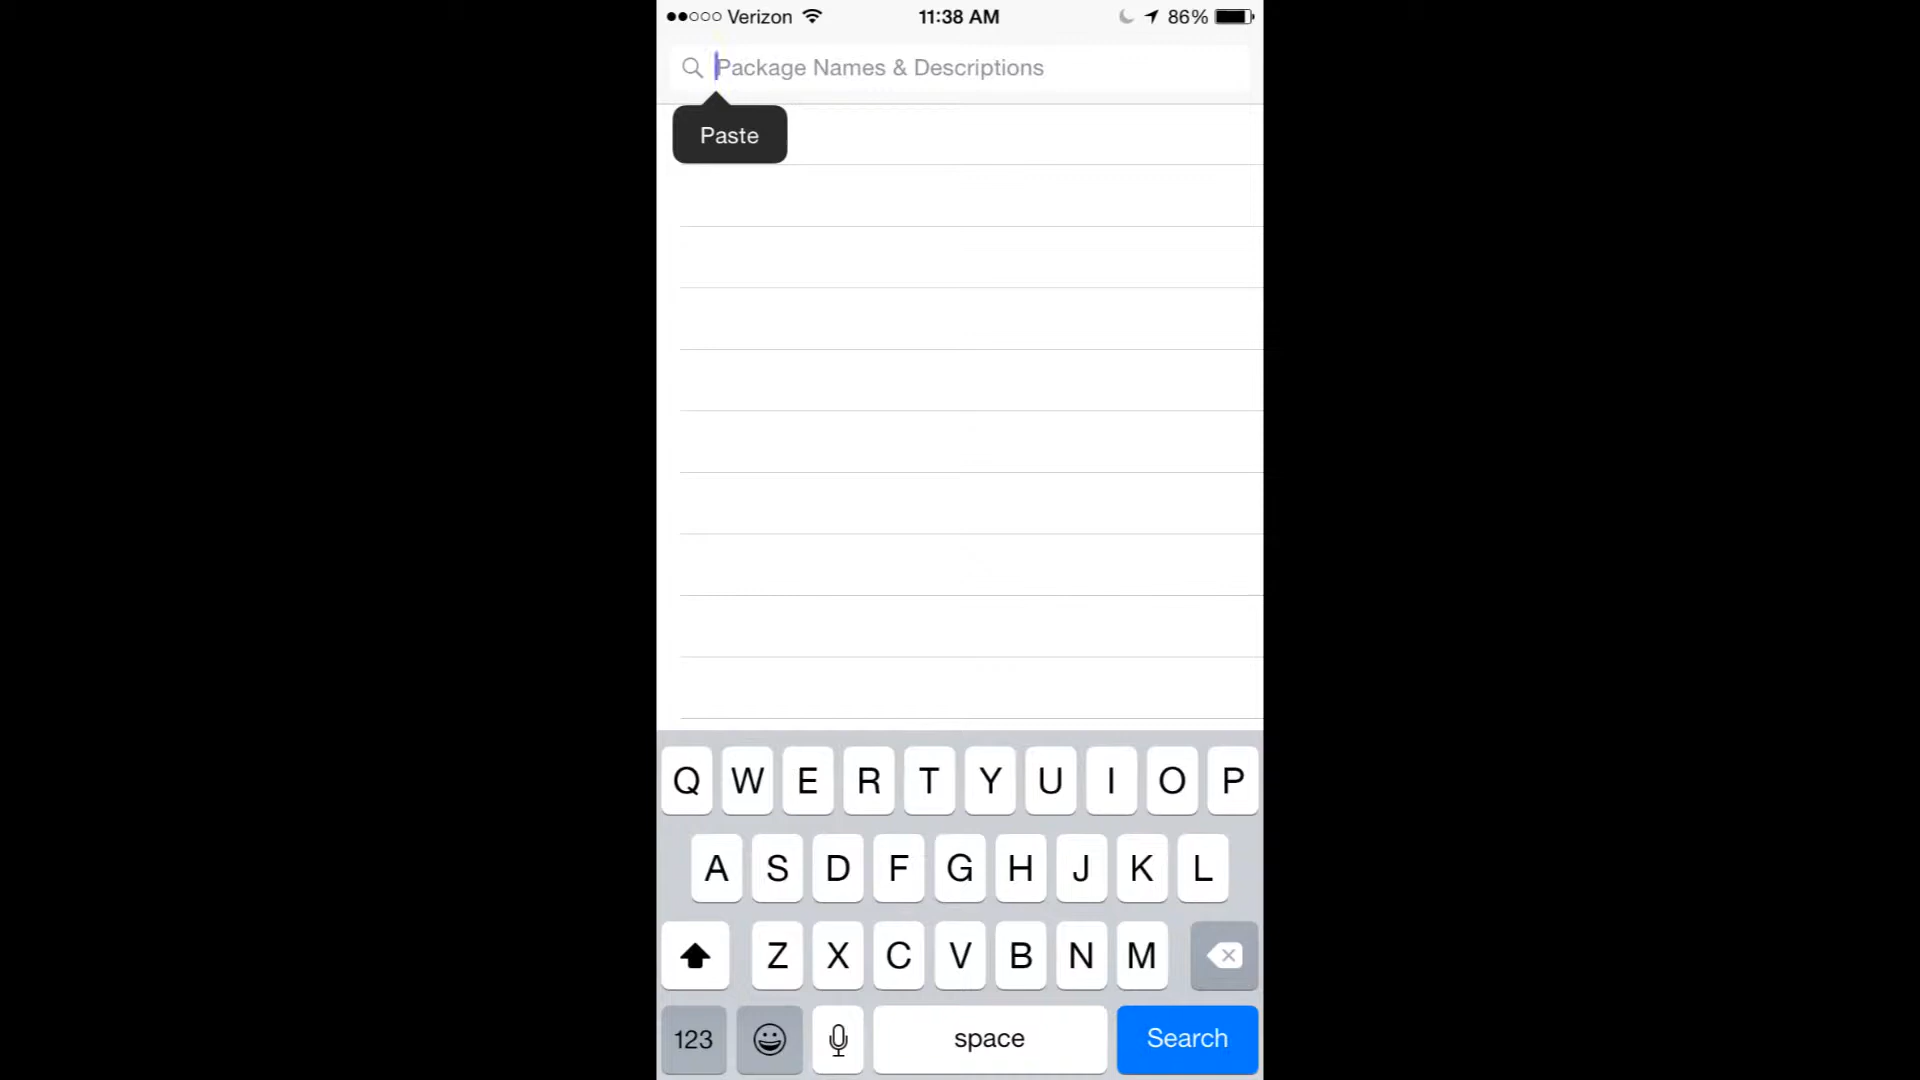 Verizon 11:38 AM 86%
Package Names & Descriptions
Paste
Q W E R T Y U I O P
A S D F G H J K L
Z X C V B N M
123 space Search